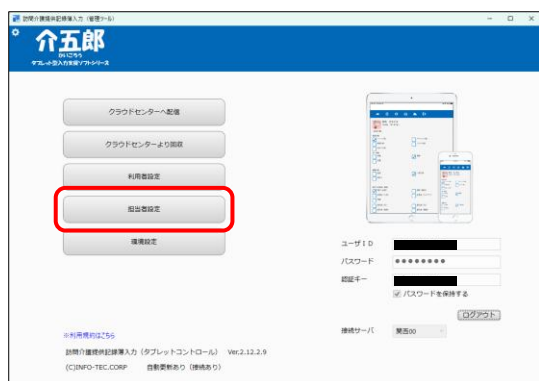 訪問介護提供記録簿入力（管理ツール）
介五郎
かいごろう
タブレット型入力支援ソフトシリーズ
クラウドセンターへ配信
クラウドセンターより回収
利用者設定
担当者設定
環境設定
ユーザID
パスワード
認証キー
パスワードを保持する
ログアウト
接続サーバ 関西00
※利用規約はこちら
訪問介護提供記録簿入力（タブレットコントロール） Ver.2.12.2.9
(C)INFO-TEC.CORP 自動更新あり（接続あり）